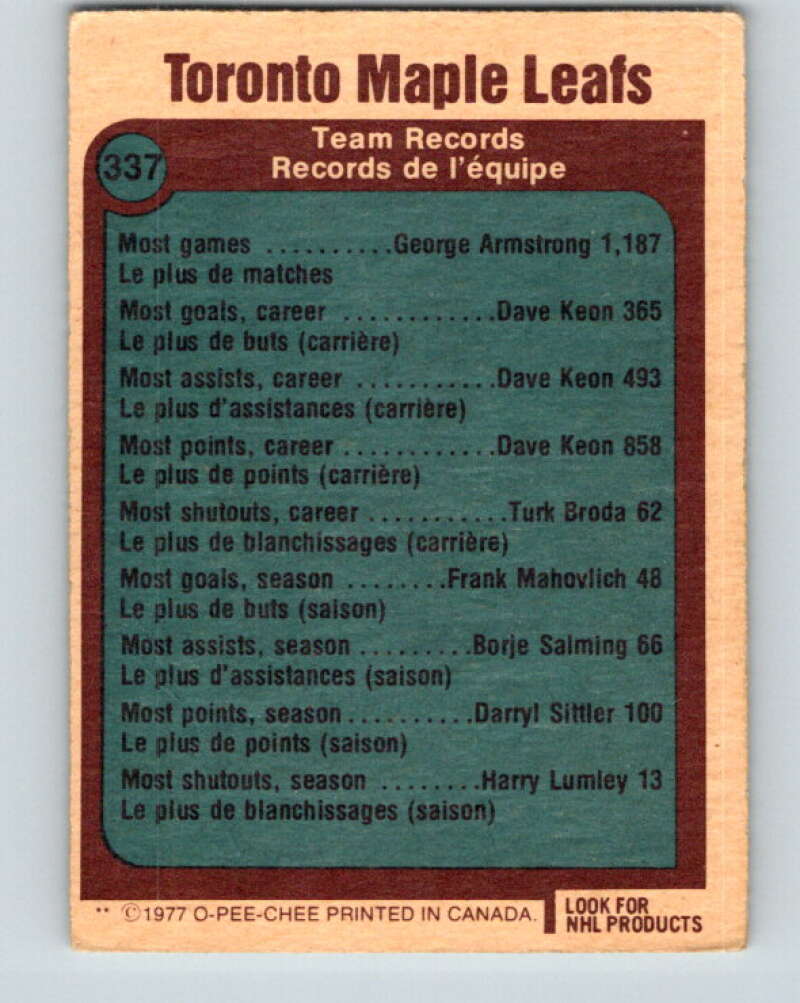 Toronto Maple Leafs
337
Team Records
Records de l'équipe
Most games ..........George Armstrong 1,187
Le plus de matches
Most goals, career ............Dave Keon 365
Le plus de buts (carrière)
Most assists, career ...........Dave Keon 493
Le plus d'assistances (carrière)
Most points, career ............Dave Keon 858
Le plus de points (carrière)
Most shutouts, career ...........Turk Broda 62
Le plus de blanchissages (carrière)
Most goals, season ........Frank Mahovlich 48
Le plus de buts (saison)
Most assists, season .........Borje Salming 66
Le plus d'assistances (saison)
Most points, season ..........Darryl Sittler 100
Le plus de points (saison)
Most shutouts, season ........Harry Lumley 13
Le plus de blanchissages (saison)
** ©1977 O-PEE-CHEE PRINTED IN CANADA.
LOOK FOR
NHL PRODUCTS